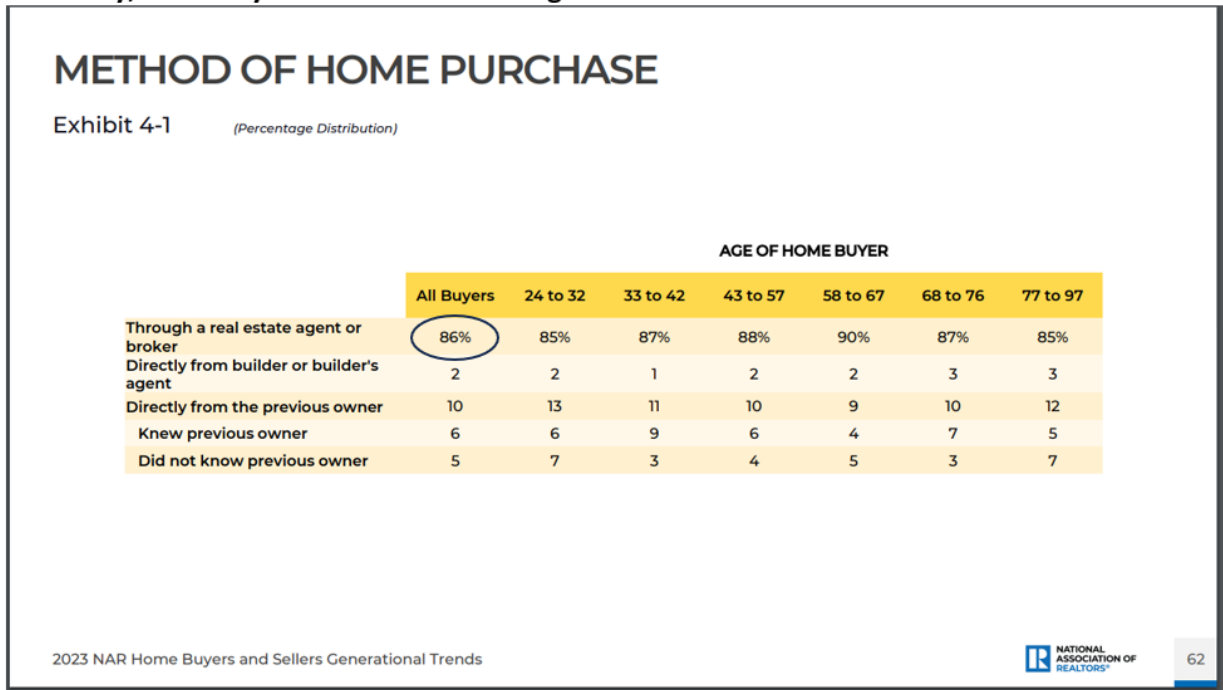 METHOD OF HOME PURCHASE
Exhibit 4-1 (Percentage Distribution)
AGE OF HOME BUYER
All Buyers 24 to 32 33 to 42 43 to 57 58 to 67 68 to 76 77 to 97
Through a real estate agent or
broker 86% 85% 87% 88% 90% 87% 85%
Directly from builder or builder's
agent 2 2 1 2 2 3 3
Directly from the previous owner 10 13 11 10 9 10 12
Knew previous owner 6 6 9 6 4 7 5
Did not know previous owner 5 7 3 4 5 3 7
2023 NAR Home Buyers and Sellers Generational Trends
NATIONAL
ASSOCIATION OF
REALTORS®
62